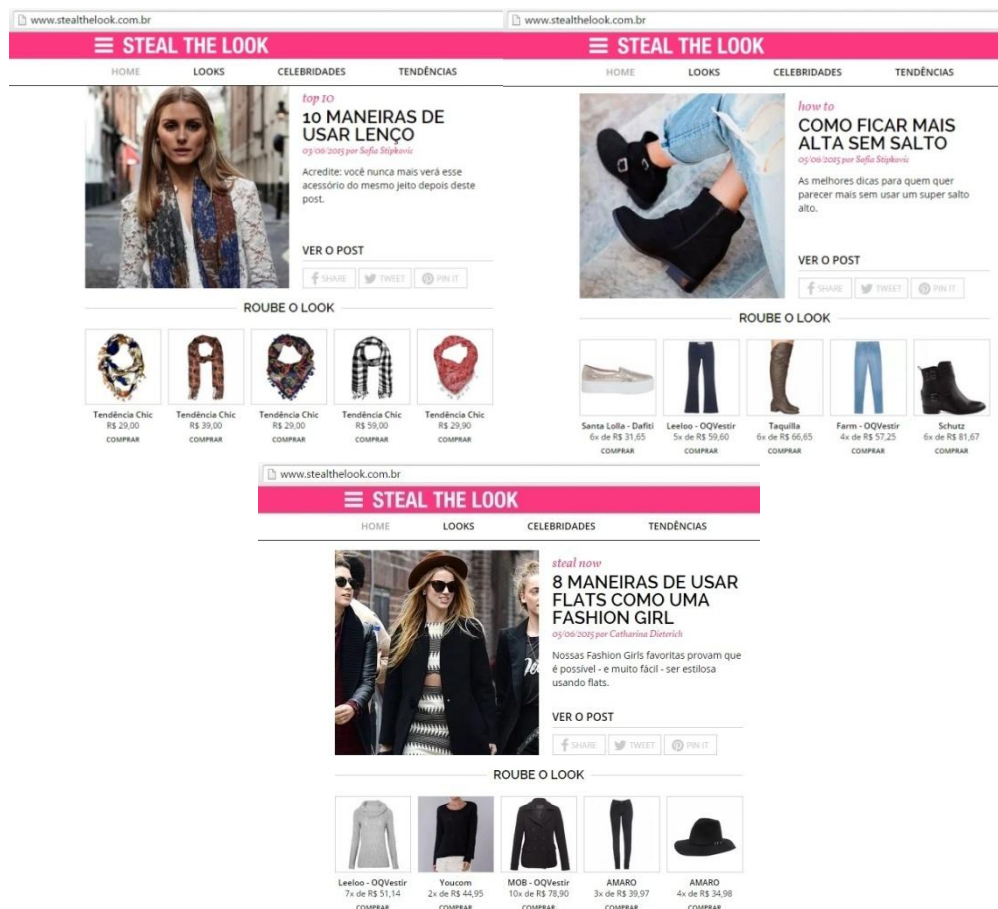 www.stealthelook.com.br
STEAL THE LOOK
HOME LOOKS CELEBRIDADES TENDÊNCIAS
top 10
10 MANEIRAS DE
USAR LENÇO
03/06/2015 por Sofia Stipkovic
Acredite: você nunca mais verá esse
acessório do mesmo jeito depois deste
post.
VER O POST
SHARE TWEET PIN IT
ROUBE O LOOK
Tendência Chic Tendência Chic Tendência Chic Tendência Chic Tendência Chic
R$ 29,00 R$ 39,00 R$ 29,00 R$ 59,00 R$ 29,90
COMPRAR COMPRAR COMPRAR COMPRAR COMPRAR
www.stealthelook.com.br
STEAL THE LOOK
HOME LOOKS CELEBRIDADES TENDÊNCIAS
how to
COMO FICAR MAIS
ALTA SEM SALTO
05/06/2015 por Sofia Stipkovic
As melhores dicas para quem quer
parecer mais sem usar um super salto
alto.
VER O POST
SHARE TWEET PIN IT
ROUBE O LOOK
Santa Lolla - Dafiti Leeloo - OQVestir Taquilla Farm - OQVestir Schutz
6x de R$ 31,65 5x de R$ 59,60 6x de R$ 66,65 4x de R$ 57,25 6x de R$ 81,67
COMPRAR COMPRAR COMPRAR COMPRAR COMPRAR
www.stealthelook.com.br
STEAL THE LOOK
HOME LOOKS CELEBRIDADES TENDÊNCIAS
steal now
8 MANEIRAS DE USAR
FLATS COMO UMA
FASHION GIRL
05/06/2015 por Catharina Dieterich
Nossas Fashion Girls favoritas provam que
é possível - e muito fácil - ser estilosa
usando flats.
VER O POST
SHARE TWEET PIN IT
ROUBE O LOOK
Leeloo - OQVestir Youcom MOB - OQVestir AMARO AMARO
7x de R$ 51,14 2x de R$ 44,95 10x de R$ 78,90 3x de R$ 39,97 4x de R$ 34,98
COMPRAR COMPRAR COMPRAR COMPRAR COMPRAR